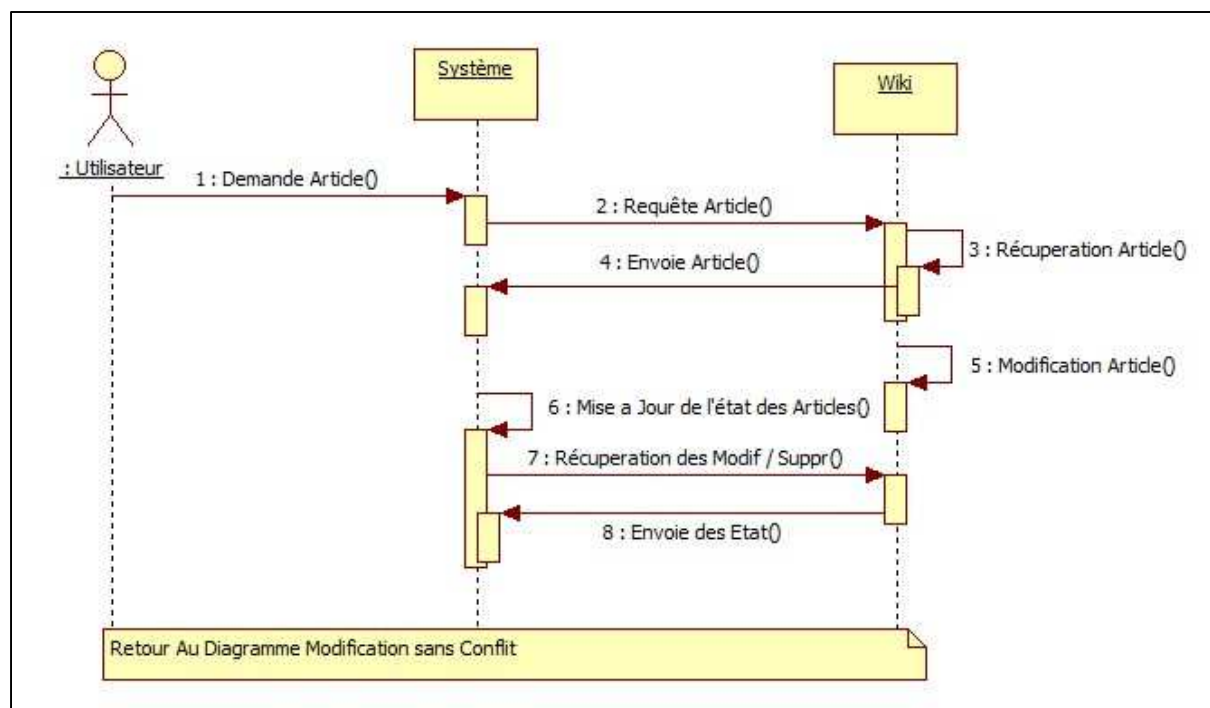 Système
Wiki
: Utilisateur
1 : Demande Article()
2 : Requête Article()
3 : Récuperation Article()
4 : Envoie Article()
5 : Modification Article()
6 : Mise a Jour de l'état des Articles()
7 : Récuperation des Modif / Suppr()
8 : Envoie des Etat()
Retour Au Diagramme Modification sans Conflit